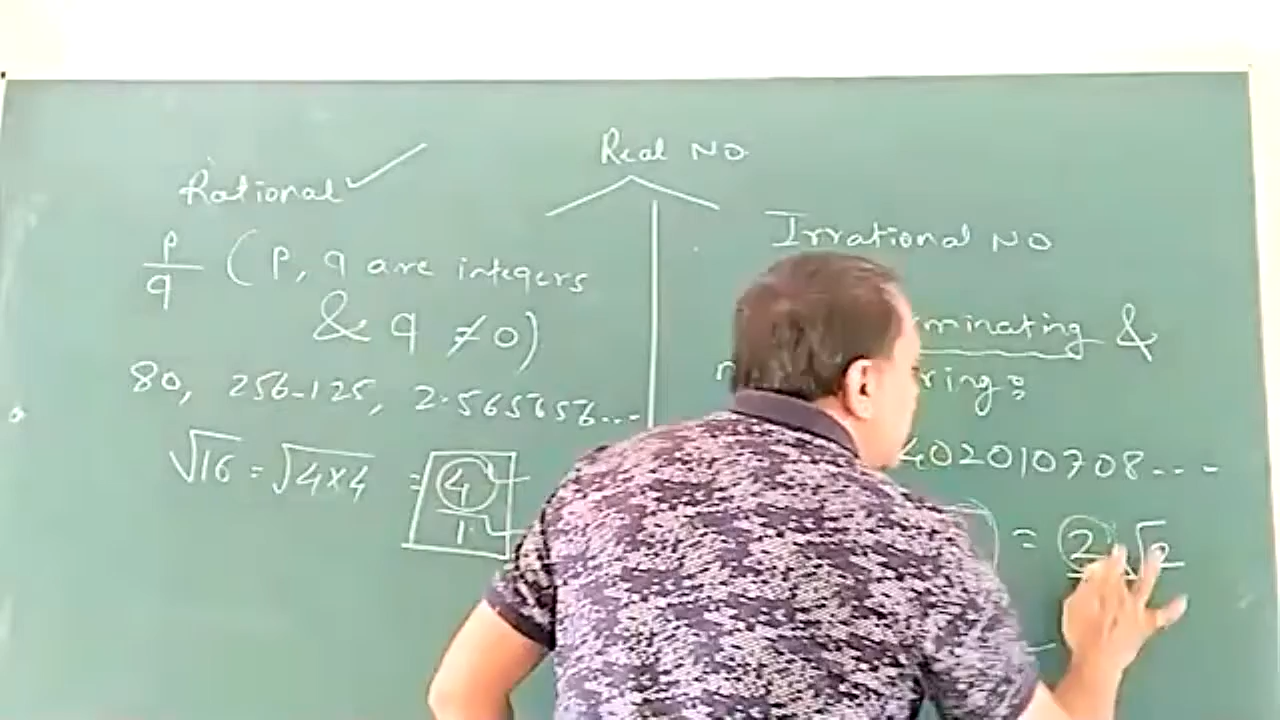 Real NO
Rational ✓
p/q (P, q are integers
& q ≠ 0)
80, 256.125, 2.565656...
√16 = √4×4 = 4/1
Irrational NO
minating &
ring:
402010708...
= 2√2